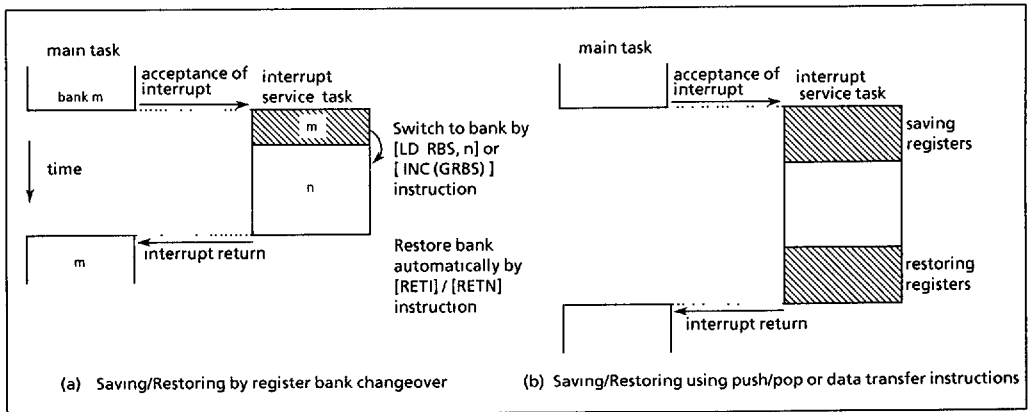 main task
bank m
acceptance of
interrupt
interrupt
service task
m
Switch to bank by
[LD RBS, n] or
[ INC (GRBS) ]
instruction
n
time
interrupt return
m
Restore bank
automatically by
[RETI] / [RETN]
instruction
(a) Saving/Restoring by register bank changeover
main task
acceptance of
interrupt
interrupt
service task
saving
registers
restoring
registers
interrupt return
(b) Saving/Restoring using push/pop or data transfer instructions